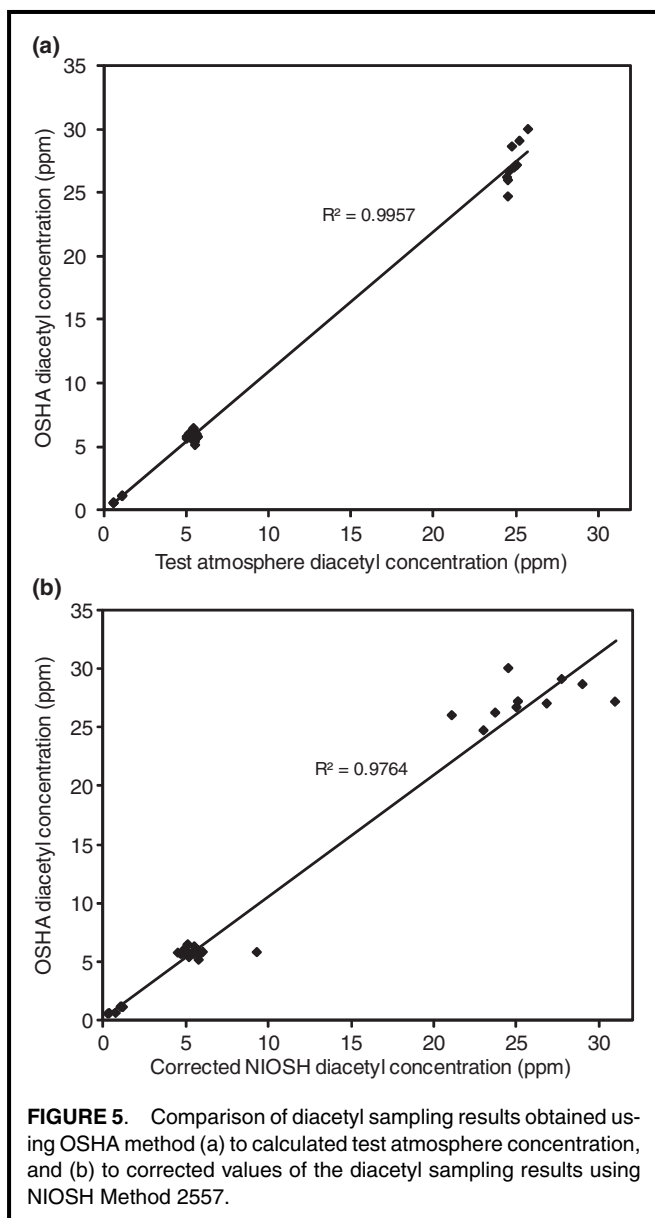 (a)
35
30
25
20
15
10
5
0
OSHA diacetyl concentration (ppm)
R² = 0.9957
0 5 10 15 20 25 30
Test atmosphere diacetyl concentration (ppm)
(b)
35
30
25
20
15
10
5
0
OSHA diacetyl concentration (ppm)
R² = 0.9764
0 5 10 15 20 25 30
Corrected NIOSH diacetyl concentration (ppm)
FIGURE 5. Comparison of diacetyl sampling results obtained us-
ing OSHA method (a) to calculated test atmosphere concentration,
and (b) to corrected values of the diacetyl sampling results using
NIOSH Method 2557.